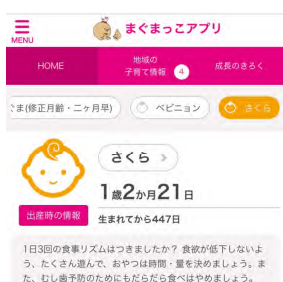 MENU
まぐまっこアプリ
HOME
地域の
子育て情報 4
成長のきろく
ま(修正月齢・二ヶ月早)
べビニョン
さくら
さくら
1歳2か月21日
出産時の情報
生まれてから447日
1日3回の食事リズムはつきましたか? 食欲が低下しないよ
う、たくさん遊んで、おやつは時間・量を決めましょう。ま
た、むし歯予防のためにもだらだら食べはやめましょう。